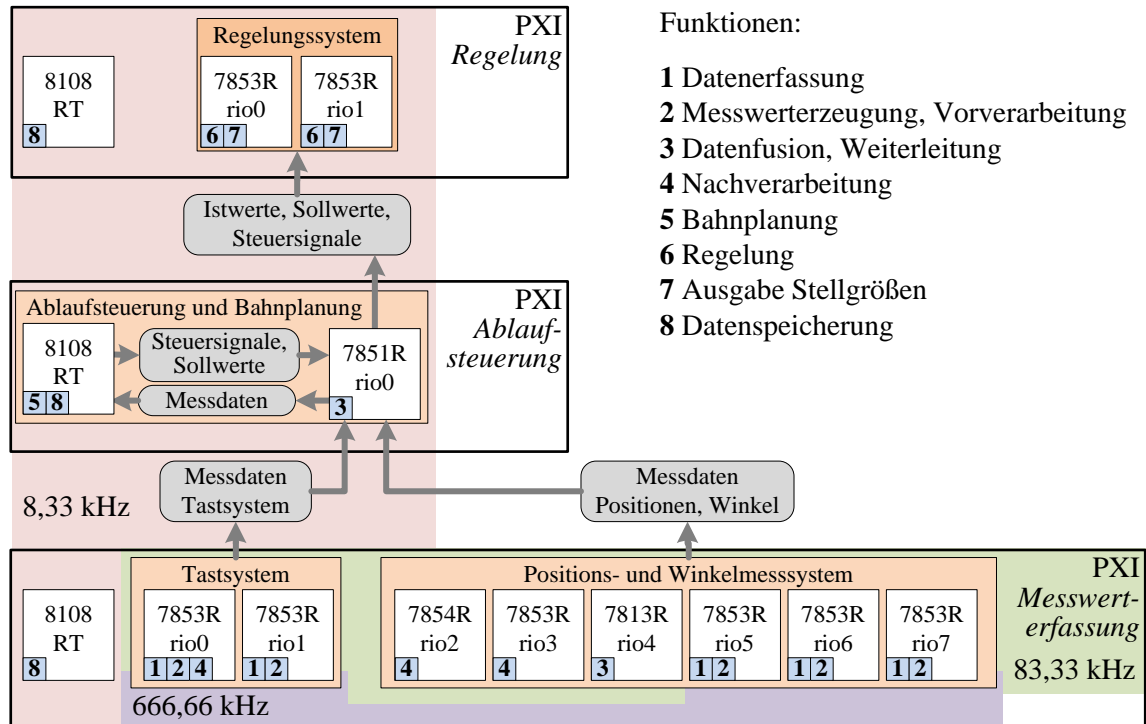 PXI
Regelung
Regelungssystem
8108
RT
8
7853R
rio0
6 7
7853R
rio1
6 7
Istwerte, Sollwerte,
Steuersignale
PXI
Ablauf-
steuerung
Ablaufsteuerung und Bahnplanung
8108
RT
5 8
Steuersignale,
Sollwerte
Messdaten
7851R
rio0
3
Messdaten
Tastsystem
Messdaten
Positionen, Winkel
8,33 kHz
PXI
Messwert-
erfassung
83,33 kHz
8108
RT
8
Tastsystem
7853R
rio0
1 2 4
7853R
rio1
1 2
Positions- und Winkelmesssystem
7854R
rio2
4
7853R
rio3
4
7813R
rio4
3
7853R
rio5
1 2
7853R
rio6
1 2
7853R
rio7
1 2
666,66 kHz
Funktionen:
1 Datenerfassung
2 Messwerterzeugung, Vorverarbeitung
3 Datenfusion, Weiterleitung
4 Nachverarbeitung
5 Bahnplanung
6 Regelung
7 Ausgabe Stellgrößen
8 Datenspeicherung